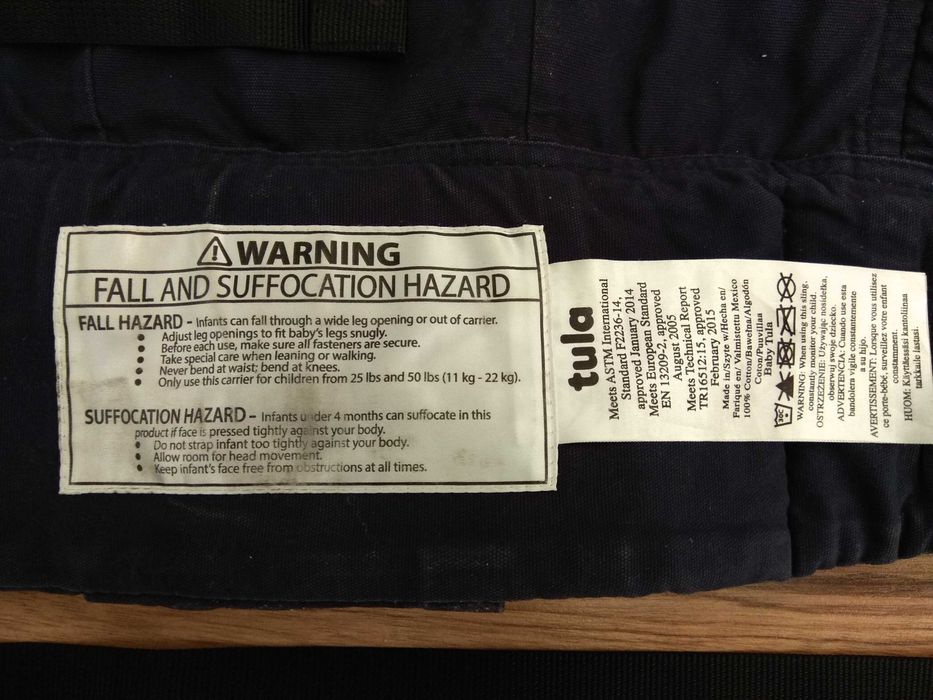 ⚠ WARNING
FALL AND SUFFOCATION HAZARD
FALL HAZARD - Infants can fall through a wide leg opening or out of carrier.
• Adjust leg openings to fit baby's legs snugly.
• Before each use, make sure all fasteners are secure.
• Take special care when leaning or walking.
• Never bend at waist; bend at knees.
• Only use this carrier for children from 25 lbs and 50 lbs (11 kg - 22 kg).
SUFFOCATION HAZARD - Infants under 4 months can suffocate in this
product if face is pressed tightly against your body.
• Do not strap infant too tightly against your body.
• Allow room for head movement.
• Keep infant's face free from obstructions at all times.
tula
Meets ASTM International
Standard F2236-14,
approved January 2014
Meets European Standard
EN 13209-2, approved
August 2005
Meets Technical Report
TR16512:15, approved
February 2015
Made in/Szyte w/Hecha en/
Fariqué en/ Valmistettu Mexico
100% Cotton/Bawełna/Algodón
Coton/Puuvillaa
Baby Tula
30C
WARNING: When using this sling,
constantly monitor your child.
OSTRZEŻENIE: Używając nosidełka,
obserwuj swoje dziecko.
ADVERTENCIA: Cuando use esta
bandolera vigile constantemente
a su hijo.
AVERTISSEMENT: Lorsque vous utilisez
ce porte-bébé, surveillez votre enfant
constamment
HUOM: Käyttäessäsi kantoliinaa
tarkkaile lastasi.